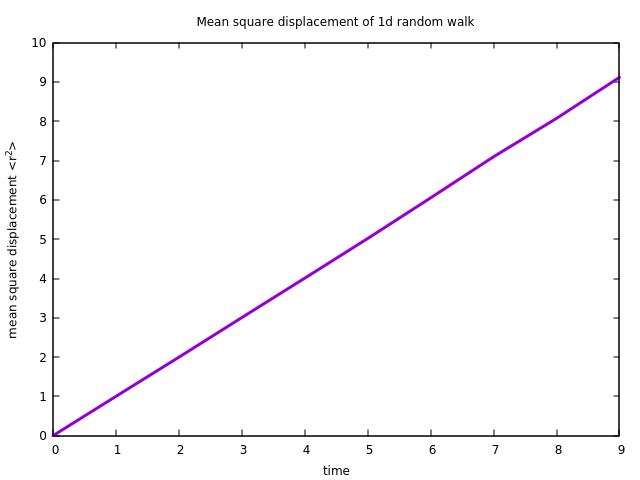 Mean square displacement of 1d random walk
10
9
8
7
6
5
4
3
2
1
0
mean square displacement <r²>
0 1 2 3 4 5 6 7 8 9
time